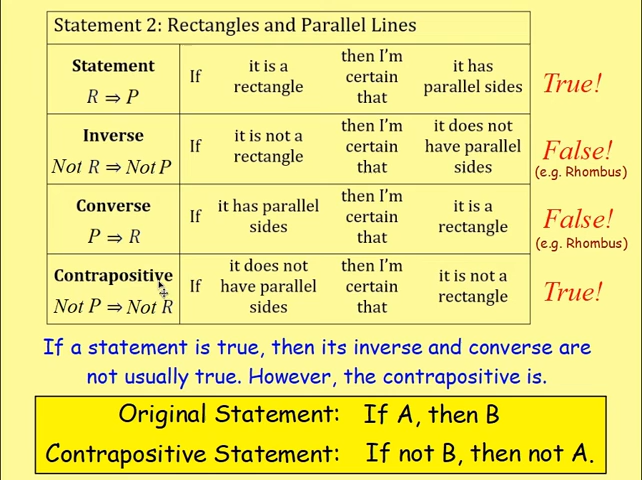 Statement 2: Rectangles and Parallel Lines
Statement
R ⇒ P
If
it is a
rectangle
then I'm
certain
that
it has
parallel sides
True!
Inverse
Not R ⇒ Not P
If
it is not a
rectangle
then I'm
certain
that
it does not
have parallel
sides
False!
(e.g. Rhombus)
Converse
P ⇒ R
If
it has parallel
sides
then I'm
certain
that
it is a
rectangle
False!
(e.g. Rhombus)
Contrapositive
Not P ⇒ Not R
If
it does not
have parallel
sides
then I'm
certain
that
it is not a
rectangle
True!
If a statement is true, then its inverse and converse are
not usually true. However, the contrapositive is.
Original Statement: If A, then B
Contrapositive Statement: If not B, then not A.